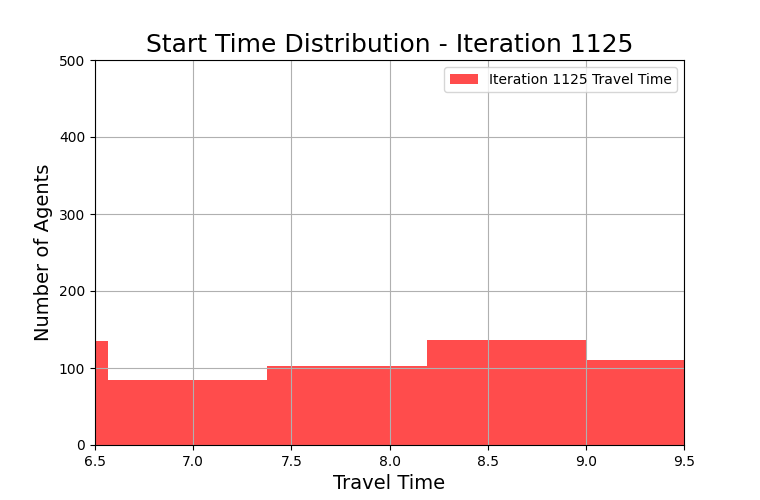 Start Time Distribution - Iteration 1125
Iteration 1125 Travel Time
Number of Agents
500
400
300
200
100
0
6.5 7.0 7.5 8.0 8.5 9.0 9.5
Travel Time